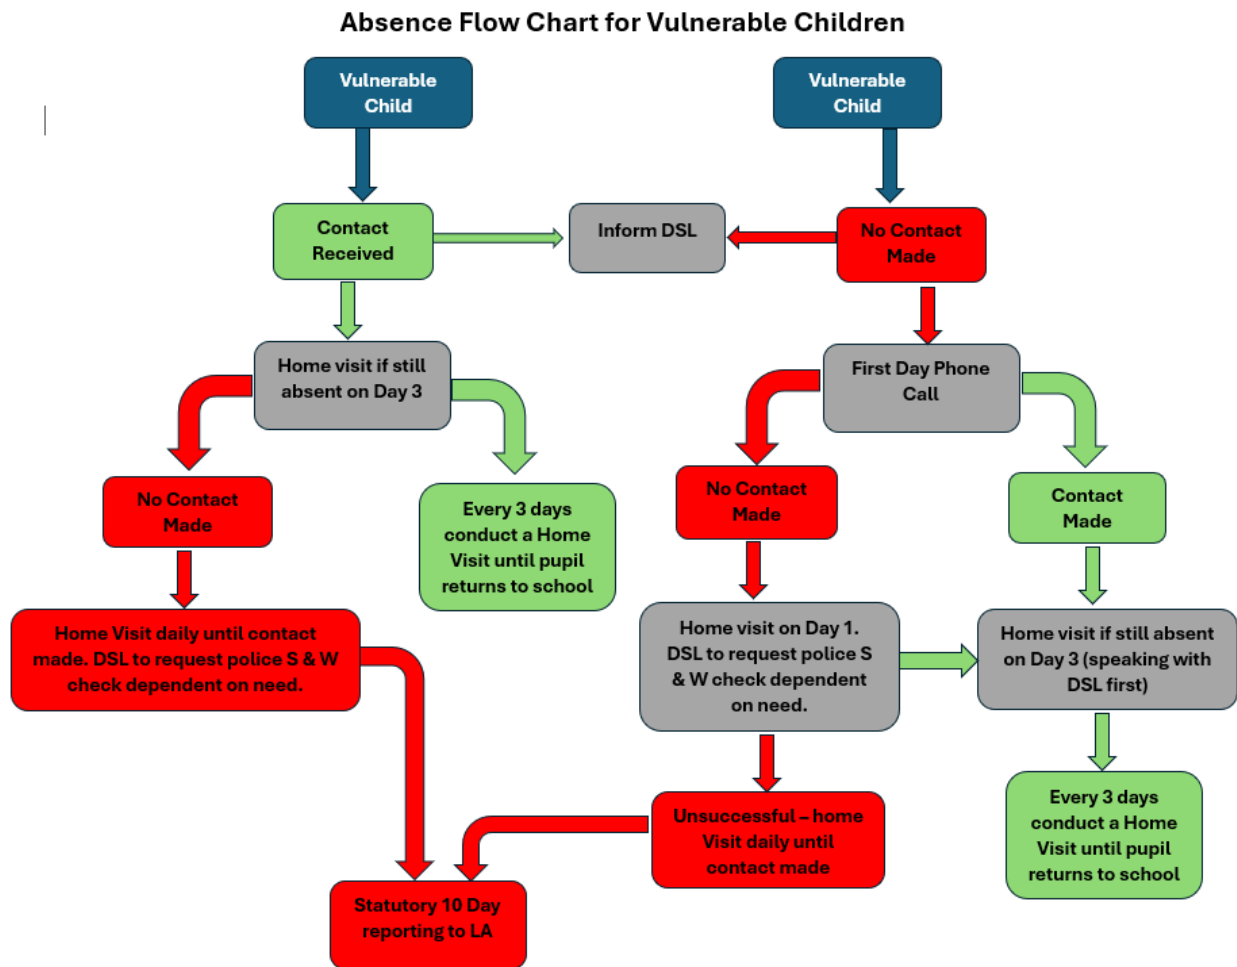 Absence Flow Chart for Vulnerable Children
Vulnerable
Child
Vulnerable
Child
Contact
Received
Inform DSL
No Contact
Made
Home visit if still
absent on Day 3
First Day Phone
Call
No Contact
Made
Every 3 days
conduct a Home
Visit until pupil
returns to school
No Contact
Made
Contact
Made
Home Visit daily until contact
made. DSL to request police S & W
check dependent on need.
Home visit on Day 1.
DSL to request police S
& W check dependent
on need.
Home visit if still absent
on Day 3 (speaking with
DSL first)
Unsuccessful – home
Visit daily until
contact made
Every 3 days
conduct a Home
Visit until pupil
returns to school
Statutory 10 Day
reporting to LA